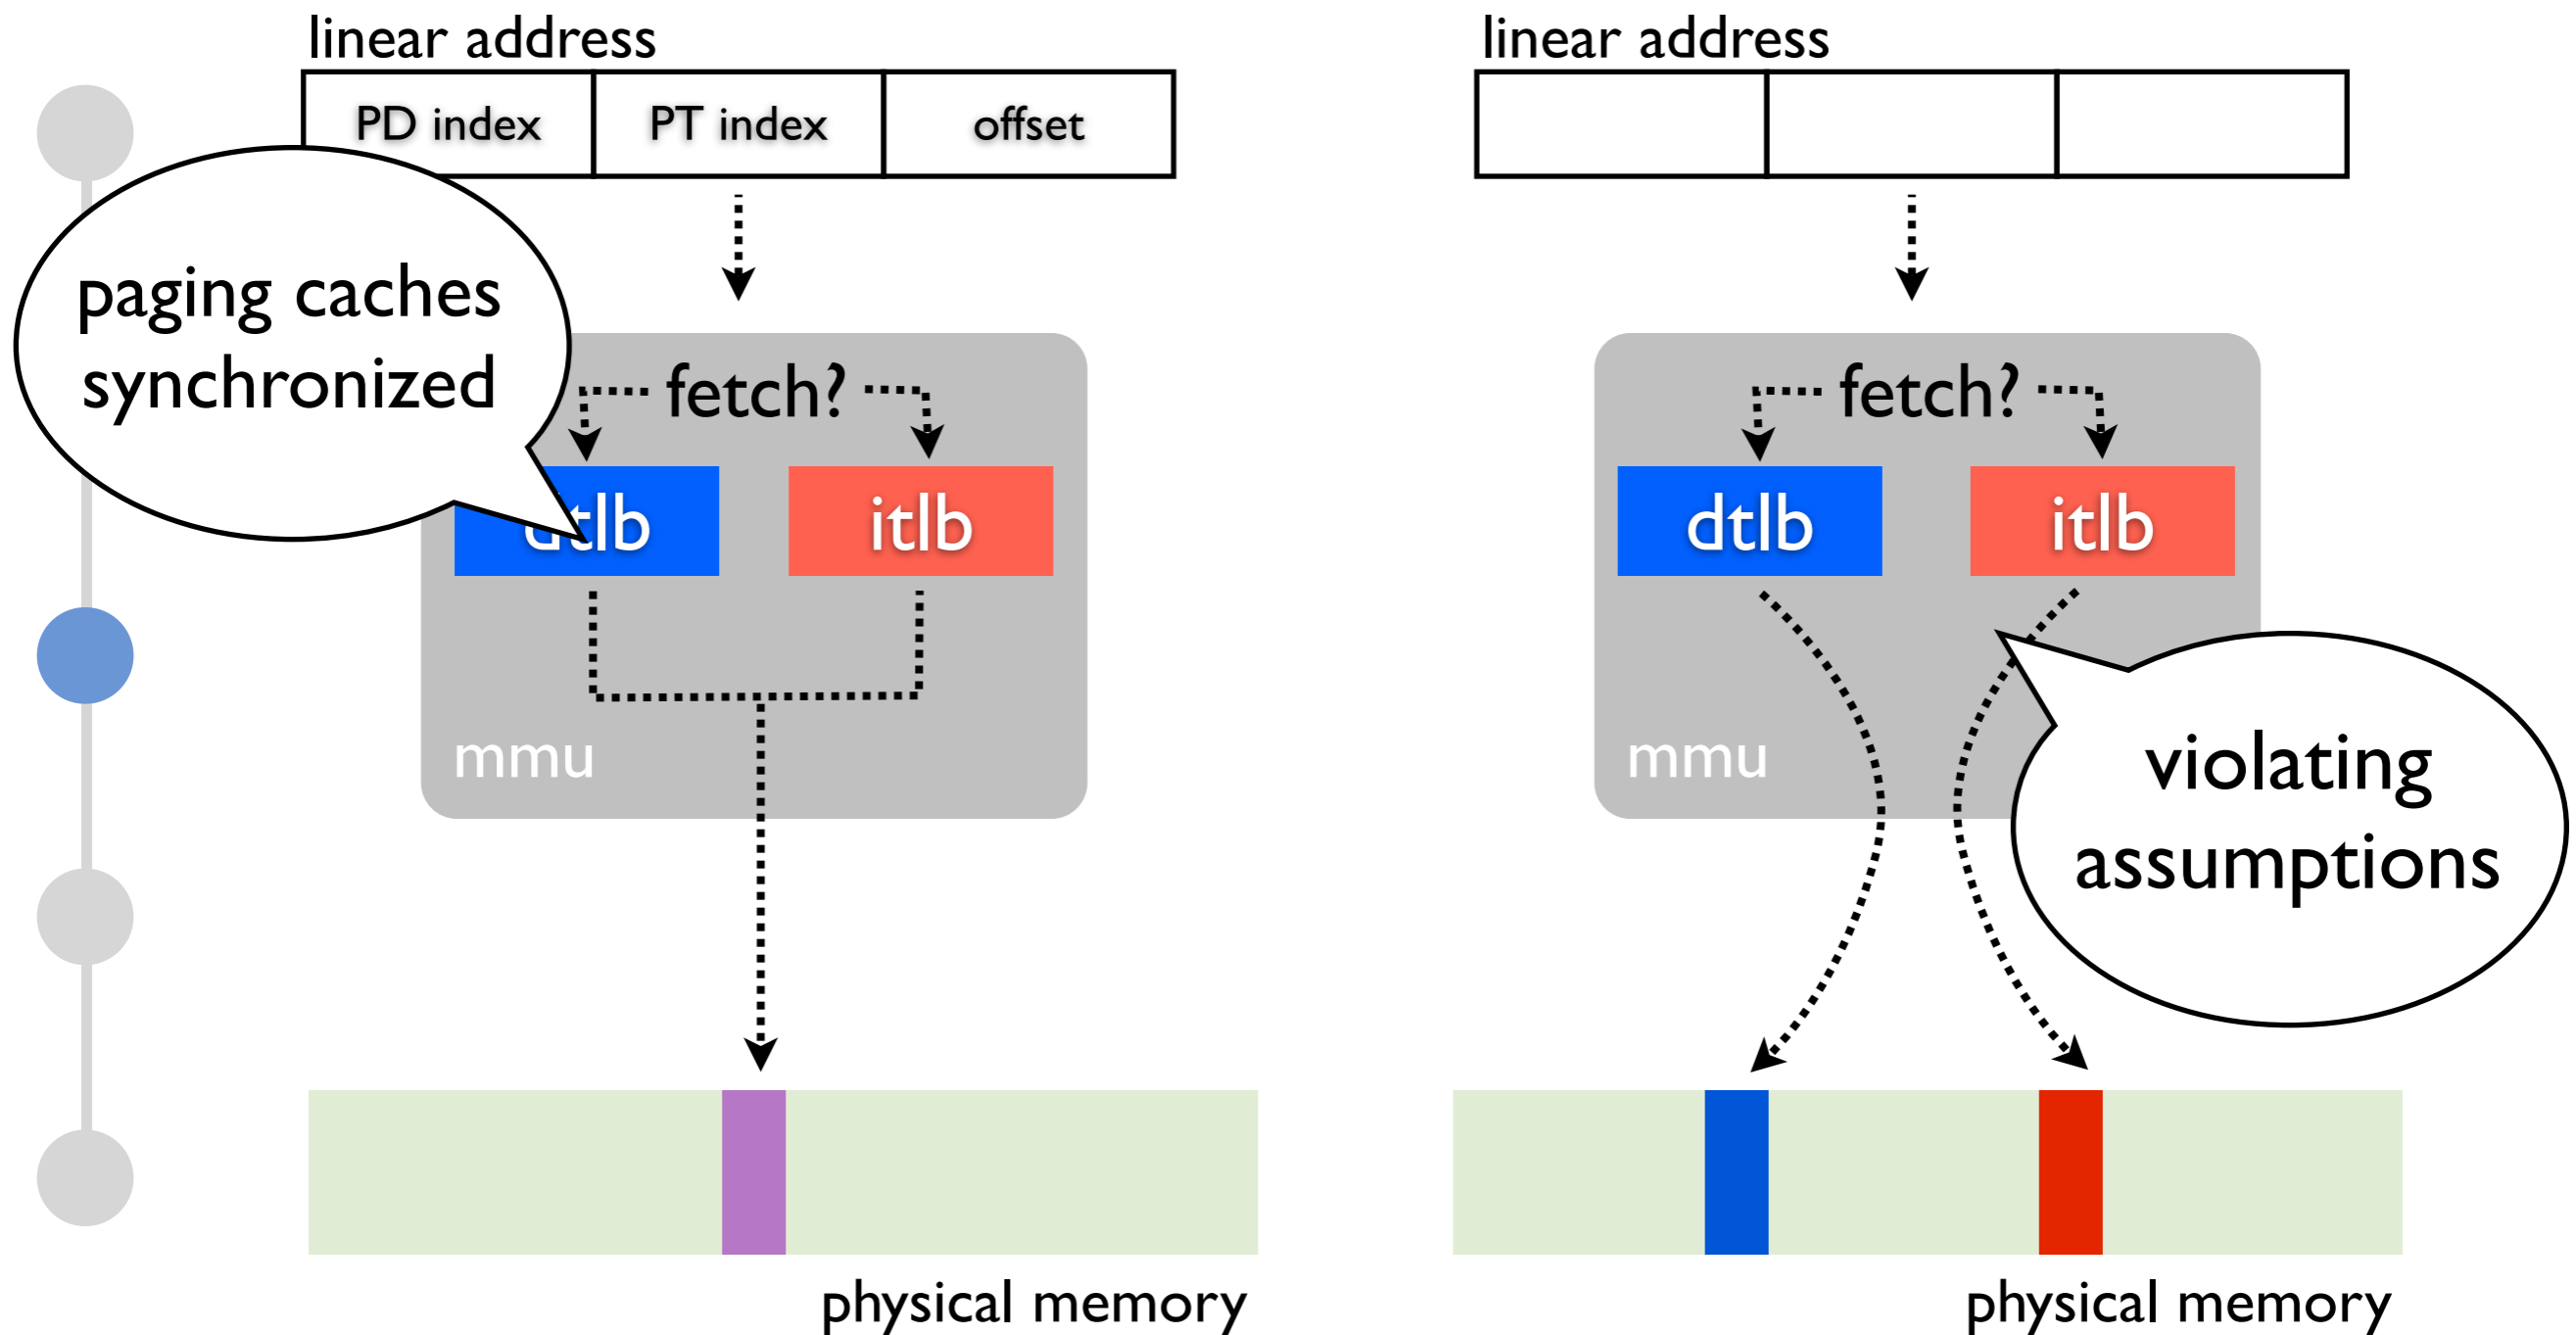 linear address
PD index PT index offset
paging caches
synchronized
fetch?
dtlb itlb
mmu
physical memory
linear address
fetch?
dtlb itlb
mmu
violating
assumptions
physical memory